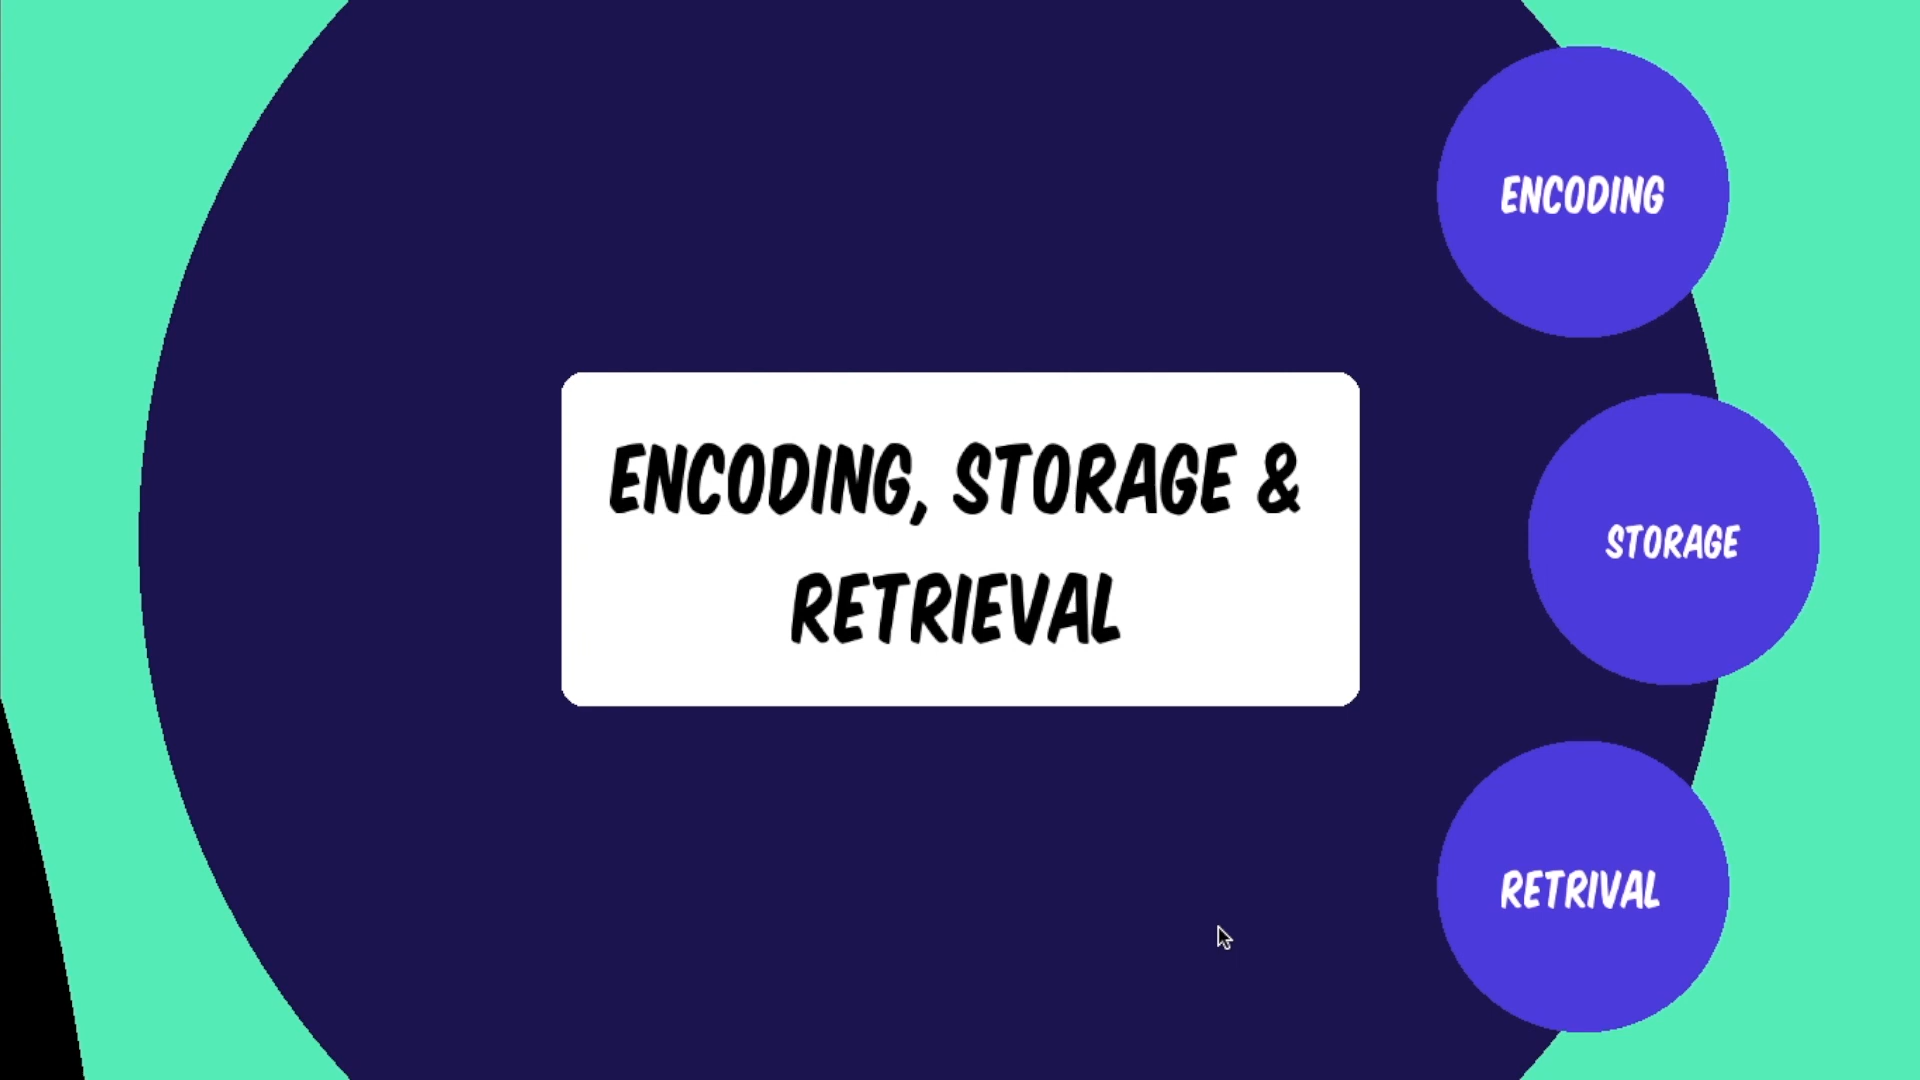 ENCODING, STORAGE &
RETRIEVAL
ENCODING
STORAGE
RETRIVAL